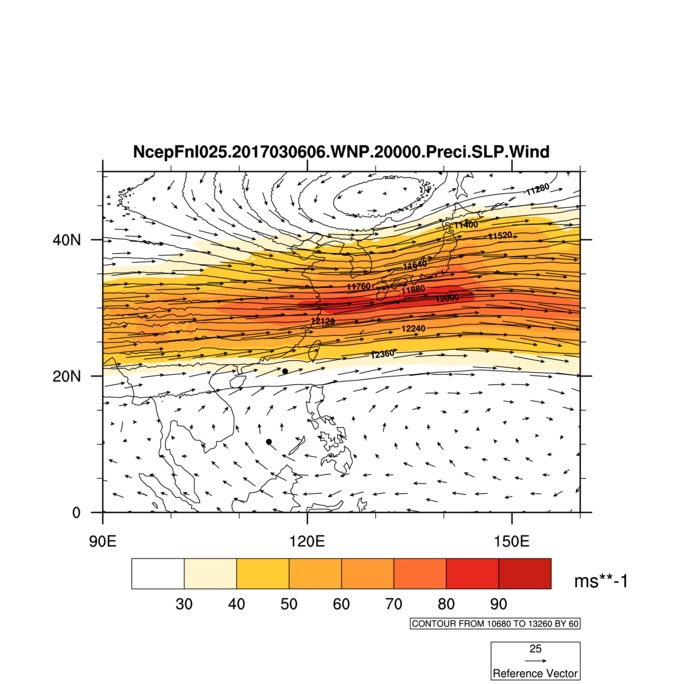 NcepFnl025.2017030606.WNP.20000.Preci.SLP.Wind
11280
11400
11520
40N
11640
11760
11880
12000
12120
12240
12360
20N
0
90E 120E 150E
ms**-1
30 40 50 60 70 80 90
CONTOUR FROM 10680 TO 13260 BY 60
25
Reference Vector